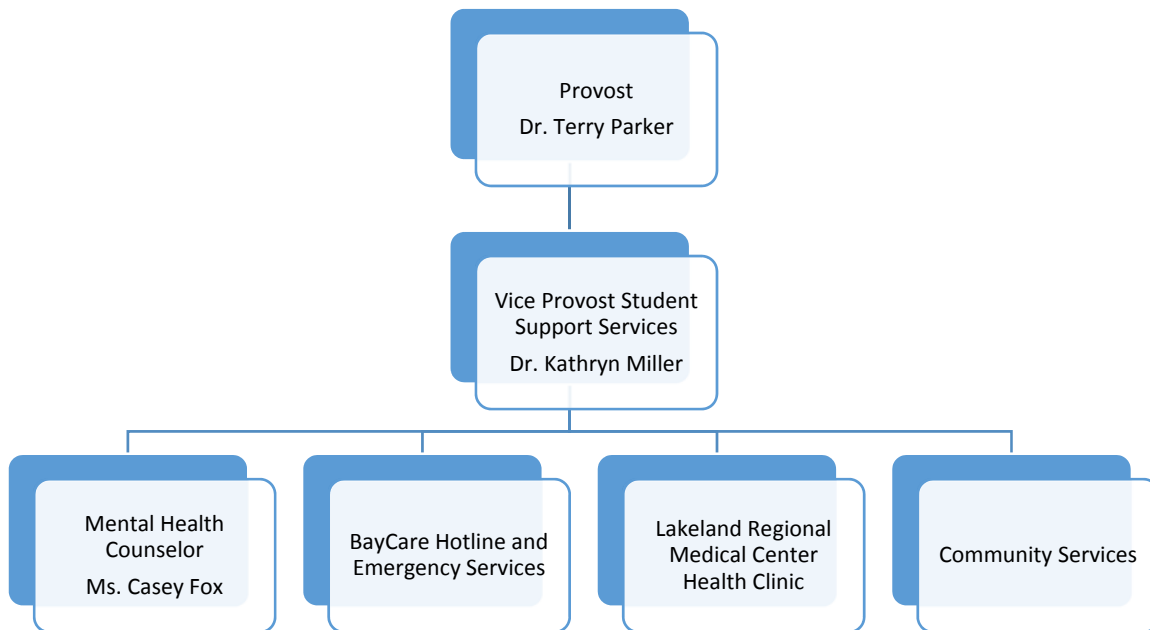 Provost
Dr. Terry Parker
Vice Provost Student
Support Services
Dr. Kathryn Miller
Mental Health
Counselor
Ms. Casey Fox
BayCare Hotline and
Emergency Services
Lakeland Regional
Medical Center
Health Clinic
Community Services